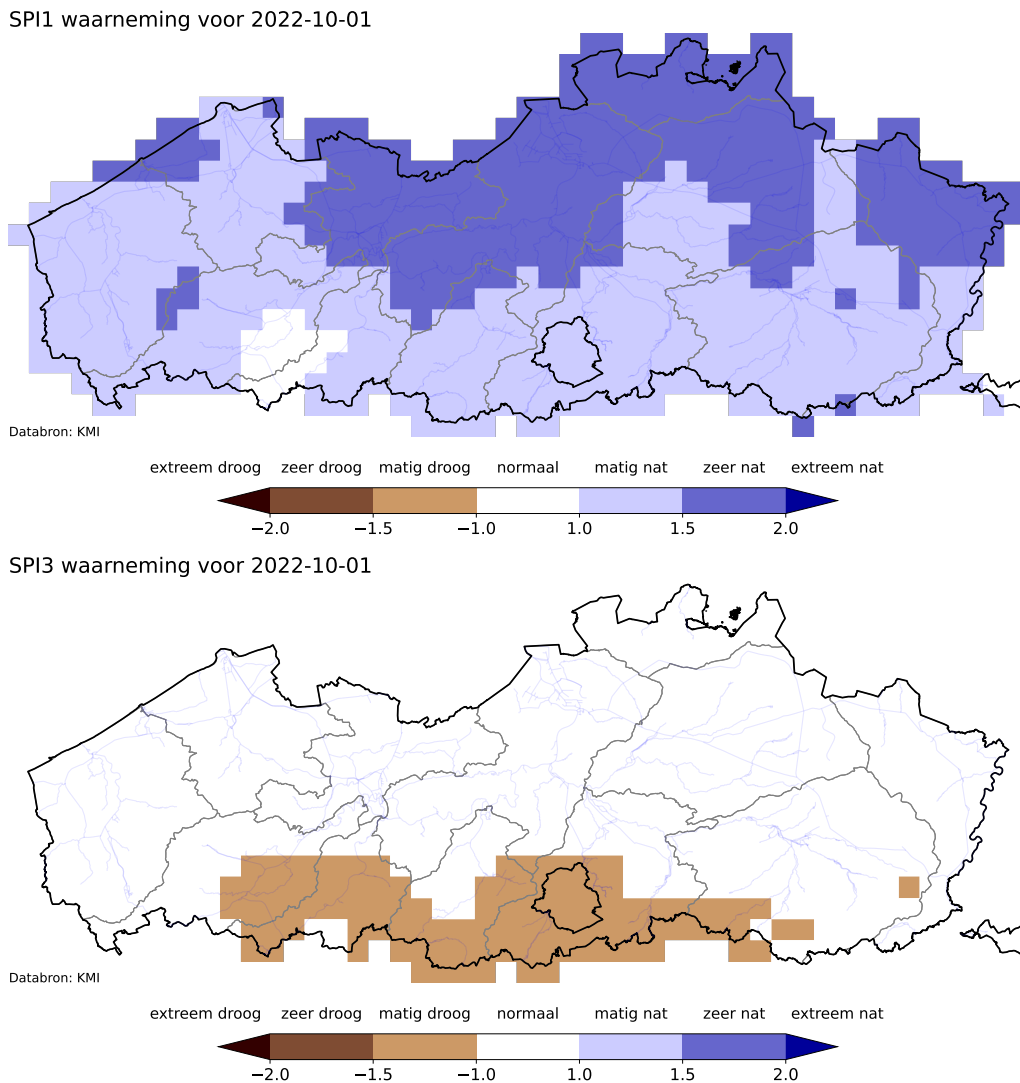 SPI1 waarneming voor 2022-10-01
Databron: KMI
extreem droog zeer droog matig droog normaal matig nat zeer nat extreem nat
−2.0 −1.5 −1.0 1.0 1.5 2.0
SPI3 waarneming voor 2022-10-01
Databron: KMI
extreem droog zeer droog matig droog normaal matig nat zeer nat extreem nat
−2.0 −1.5 −1.0 1.0 1.5 2.0